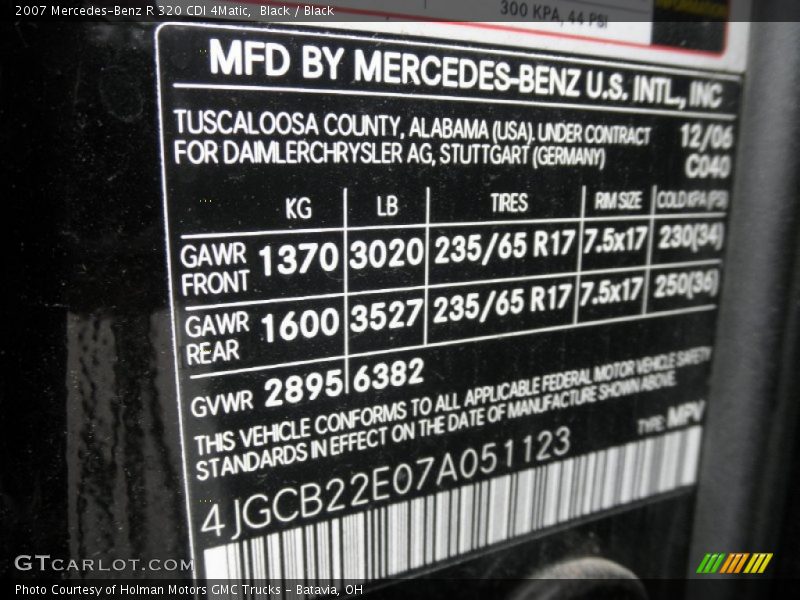 2007 Mercedes-Benz R 320 CDI 4Matic, Black / Black
300 KPA, 44 PSI
MFD BY MERCEDES-BENZ U.S. INTL., INC
TUSCALOOSA COUNTY, ALABAMA (USA). UNDER CONTRACT 12/06
FOR DAIMLERCHRYSLER AG, STUTTGART (GERMANY) C040
KG LB TIRES RIM SIZE COLD KPA (PSI)
GAWR FRONT 1370 3020 235/65 R17 7.5x17 230(34)
GAWR REAR 1600 3527 235/65 R17 7.5x17 250(36)
GVWR 2895 6382
THIS VEHICLE CONFORMS TO ALL APPLICABLE FEDERAL MOTOR VEHICLE SAFETY
STANDARDS IN EFFECT ON THE DATE OF MANUFACTURE SHOWN ABOVE.
TYPE: MPV
4JGCB22E07A051123
GTCARLOT.COM
Photo Courtesy of Holman Motors GMC Trucks - Batavia, OH